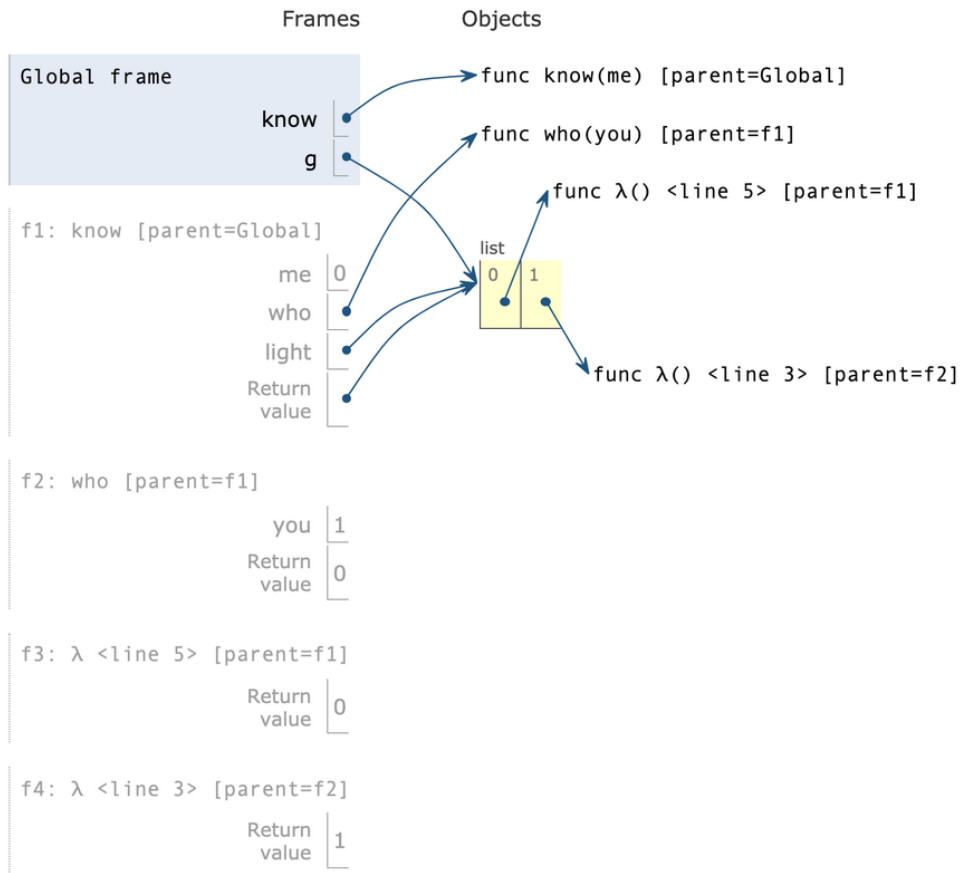 Frames Objects
Global frame
know
g
func know(me) [parent=Global]
func who(you) [parent=f1]
func λ() <line 5> [parent=f1]
list
0 1
func λ() <line 3> [parent=f2]
f1: know [parent=Global]
me 0
who
light
Return
value
f2: who [parent=f1]
you 1
Return
value 0
f3: λ <line 5> [parent=f1]
Return
value 0
f4: λ <line 3> [parent=f2]
Return
value 1